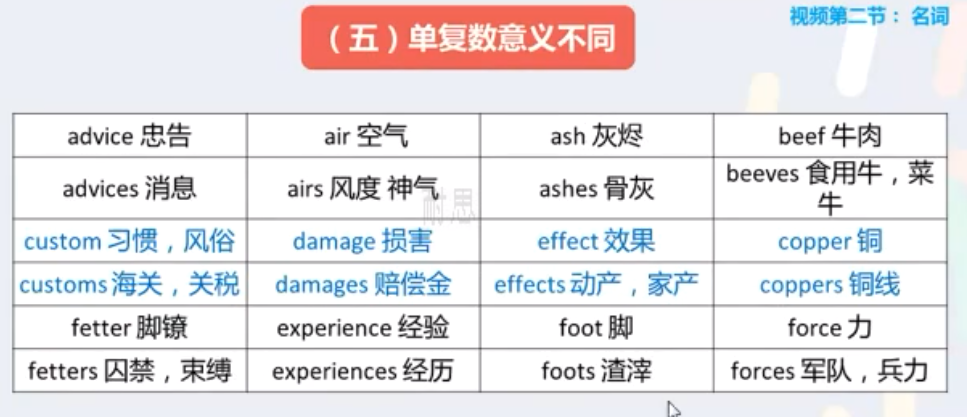 视频第二节： 名词
（五）单复数意义不同
advice 忠告 air 空气 ash 灰烬 beef 牛肉
advices 消息 airs 风度 神气 ashes 骨灰 beeves 食用牛，菜
牛
耐思
custom 习惯，风俗 damage 损害 effect 效果 copper 铜
customs 海关，关税 damages 赔偿金 effects 动产，家产 coppers 铜线
fetter 脚镣 experience 经验 foot 脚 force 力
fetters 囚禁，束缚 experiences 经历 foots 渣滓 forces 军队，兵力